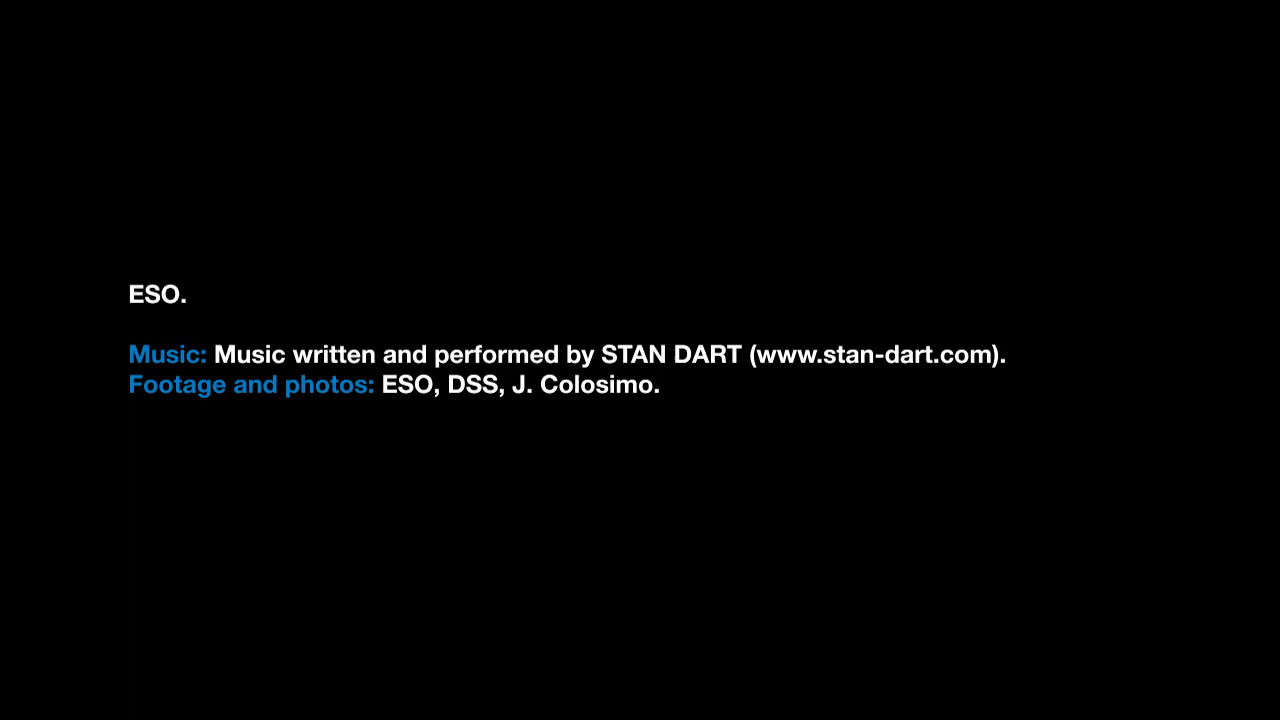 ESO.
Music: Music written and performed by STAN DART (www.stan-dart.com).
Footage and photos: ESO, DSS, J. Colosimo.